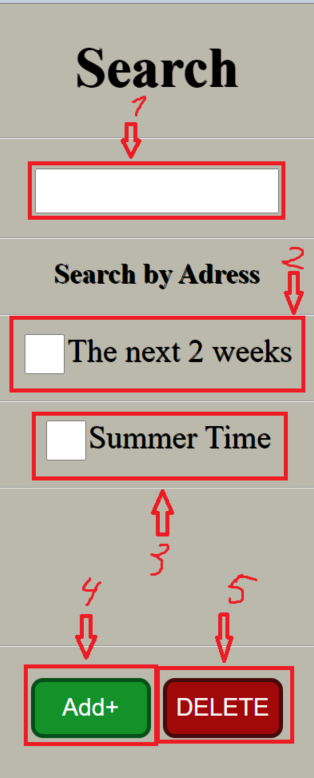 Search
1
2
Search by Adress
The next 2 weeks
Summer Time
3
4 5
Add+ DELETE